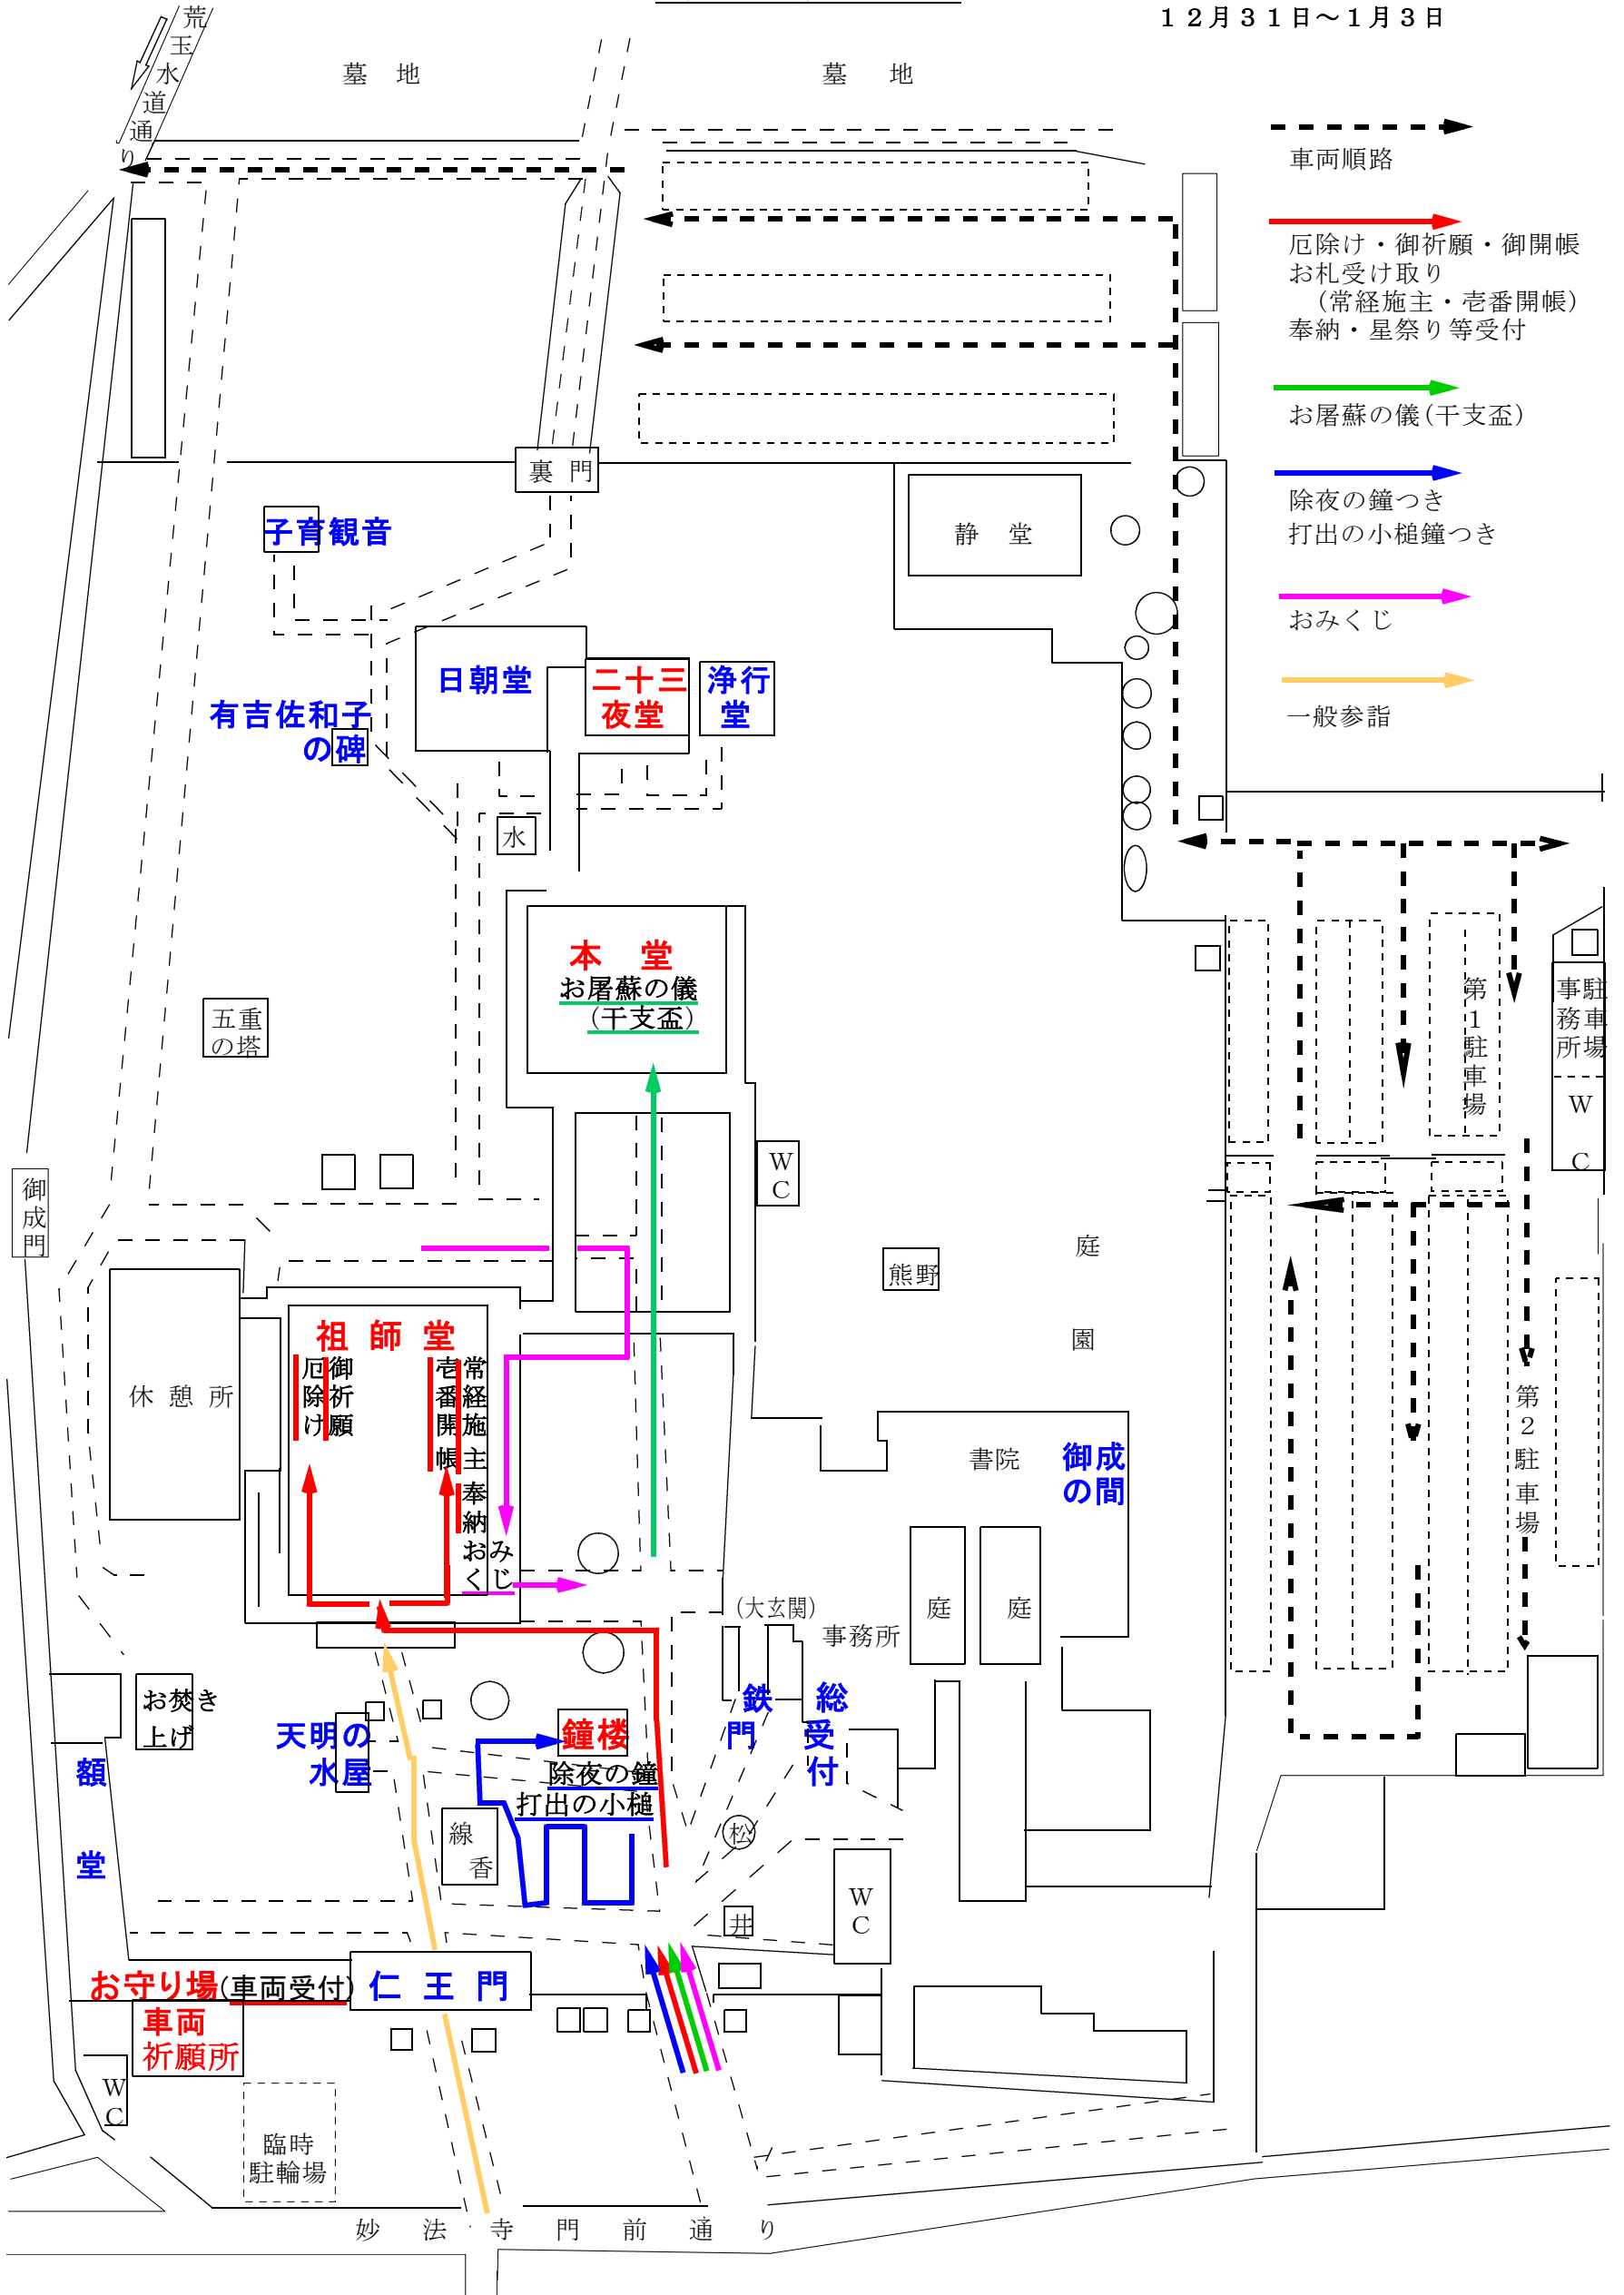 12月31日～1月3日
荒玉水道通り
墓地
墓地
車両順路
厄除け・御祈願・御開帳
お札受け取り
(常経施主・壱番開帳)
奉納・星祭り等受付
お屠蘇の儀(干支盃)
除夜の鐘つき
打出の小槌鐘つき
おみくじ
一般参詣
裏門
静堂
子育観音
日朝堂
二十三
夜堂
浄行
堂
有吉佐和子
の碑
水
本堂
お屠蘇の儀
(干支盃)
五重
の塔
第1駐車場
駐車場
事務所
WC
WC
御成門
熊野
庭園
休憩所
祖師堂
御祈願
厄除け
常経施主
壱番開帳
奉納
おみ
くじ
書院
御成
の間
第2駐車場
庭
庭
(大玄関)
事務所
お焚き
上げ
天明の
水屋
鐘楼
除夜の鐘
打出の小槌
鉄門
総受付
額堂
線香
松
井
WC
お守り場(車両受付)
仁王門
車両
祈願所
WC
臨時
駐輪場
妙法寺門前通り